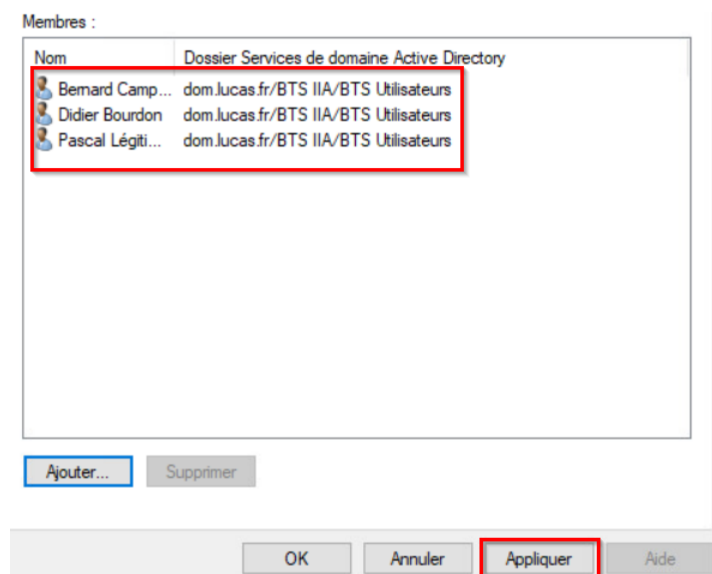 Membres :
Nom Dossier Services de domaine Active Directory
Bernard Camp... dom.lucas.fr/BTS IIA/BTS Utilisateurs
Didier Bourdon dom.lucas.fr/BTS IIA/BTS Utilisateurs
Pascal Légiti... dom.lucas.fr/BTS IIA/BTS Utilisateurs
Ajouter... Supprimer
OK Annuler Appliquer Aide